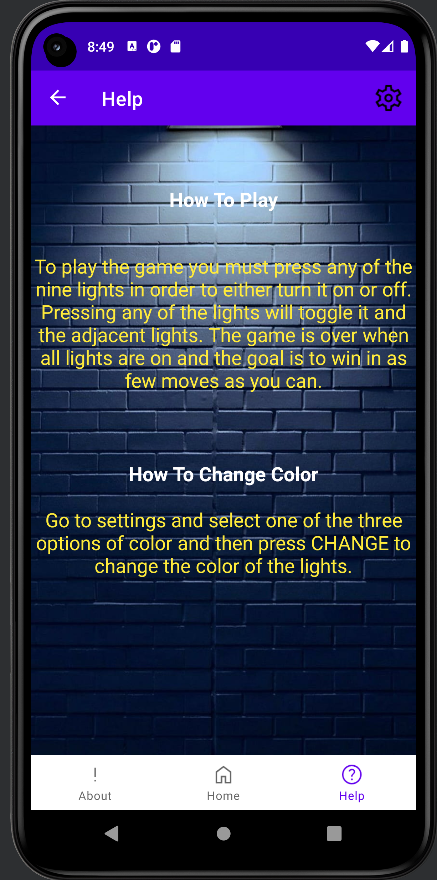 8:49
Help
How To Play
To play the game you must press any of the
nine lights in order to either turn it on or off.
Pressing any of the lights will toggle it and
the adjacent lights. The game is over when
all lights are on and the goal is to win in as
few moves as you can.
How To Change Color
Go to settings and select one of the three
options of color and then press CHANGE to
change the color of the lights.
About
Home
Help